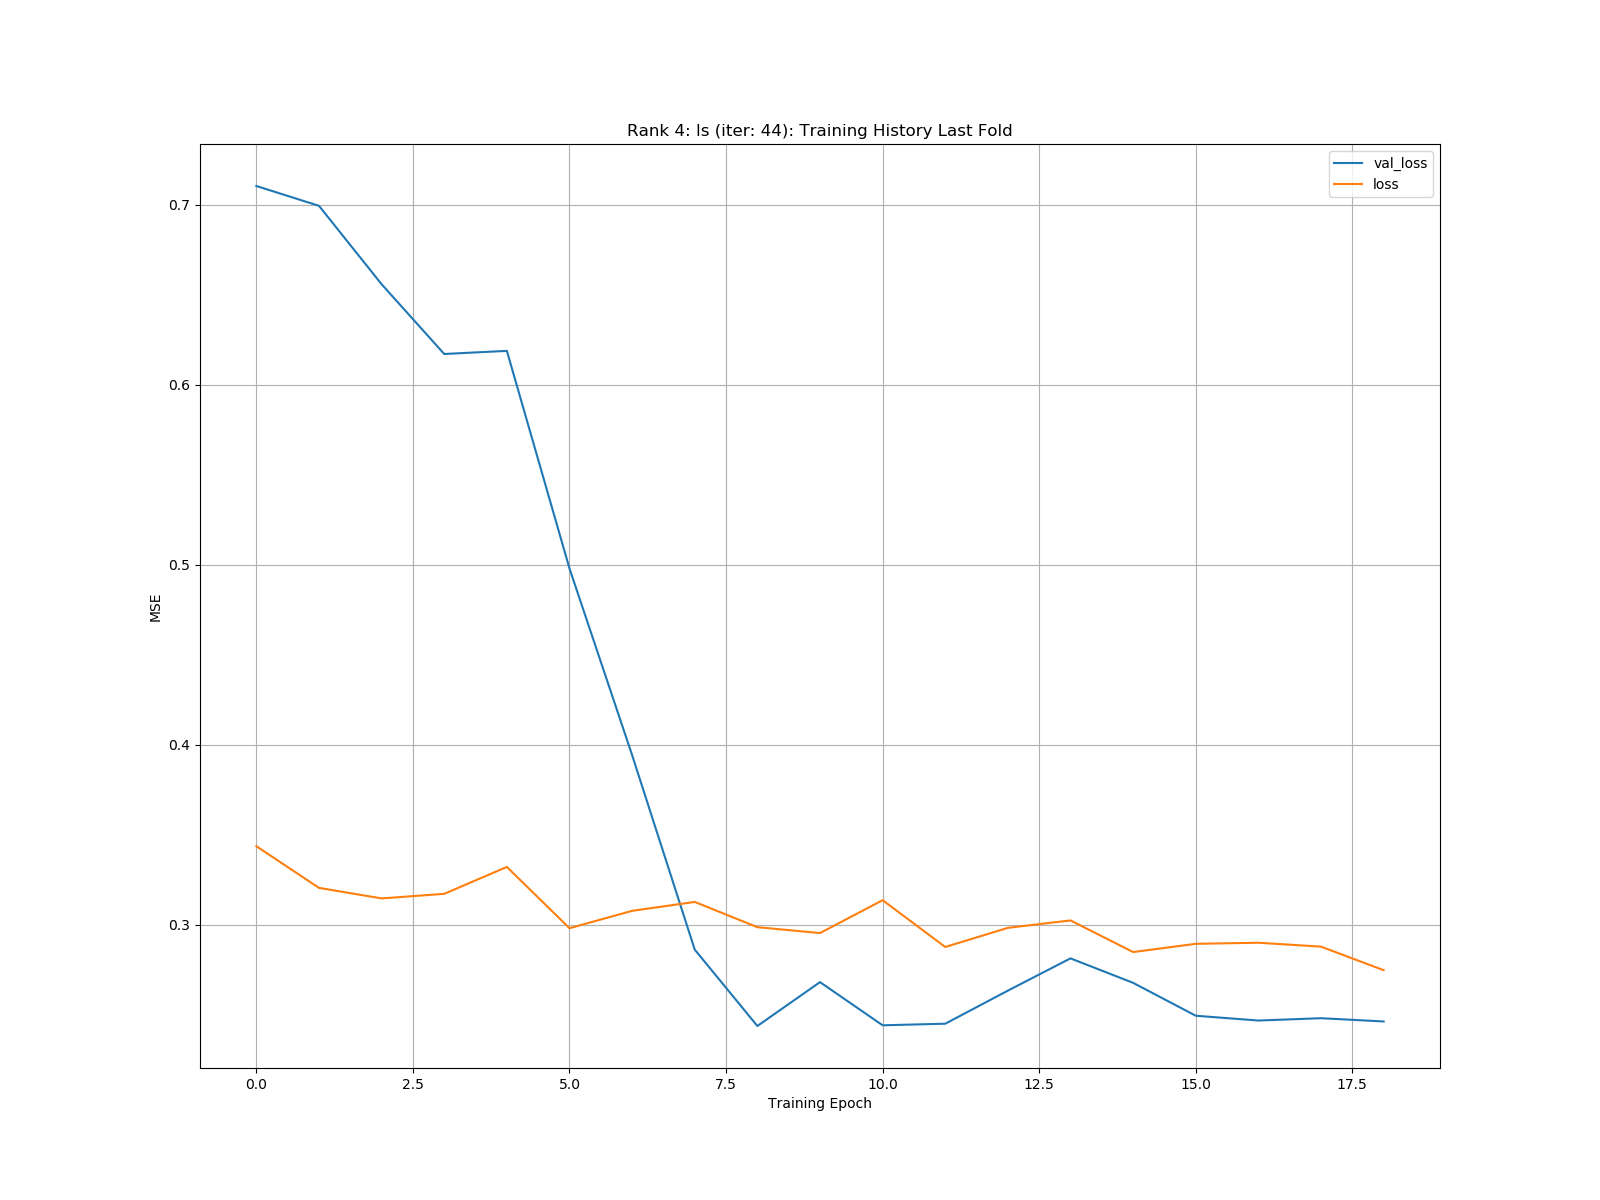 Rank 4: ls (iter: 44): Training History Last Fold
val_loss
loss
0.7
0.6
0.5
0.4
0.3
MSE
0.0 2.5 5.0 7.5 10.0 12.5 15.0 17.5
Training Epoch